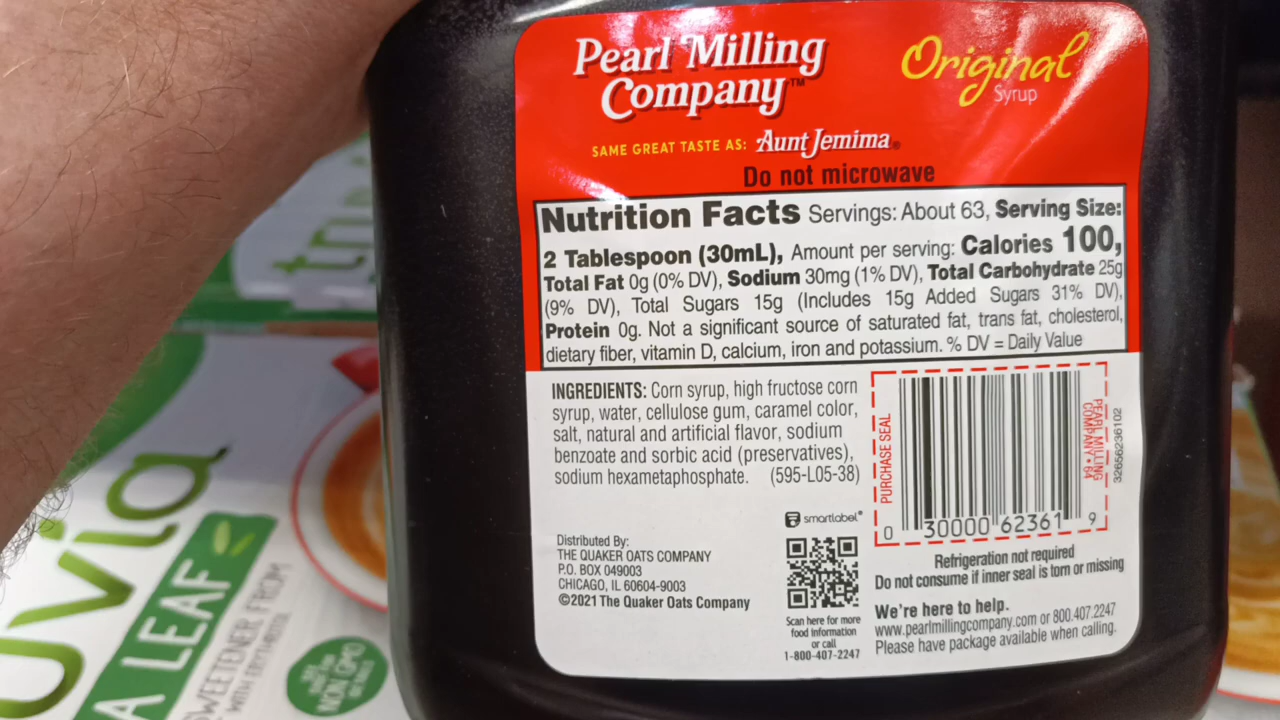 Pearl Milling
Company™
Original
Syrup
SAME GREAT TASTE AS: Aunt Jemima®
Do not microwave
Nutrition Facts Servings: About 63, Serving Size:
2 Tablespoon (30mL), Amount per serving: Calories 100,
Total Fat 0g (0% DV), Sodium 30mg (1% DV), Total Carbohydrate 25g
(9% DV), Total Sugars 15g (Includes 15g Added Sugars 31% DV),
Protein 0g. Not a significant source of saturated fat, trans fat, cholesterol,
dietary fiber, vitamin D, calcium, iron and potassium. % DV = Daily Value
INGREDIENTS: Corn syrup, high fructose corn
syrup, water, cellulose gum, caramel color,
salt, natural and artificial flavor, sodium
benzoate and sorbic acid (preservatives),
sodium hexametaphosphate. (595-L05-38)
PURCHASE SEAL
PEARL MILLING
COMPANY • 64
32656236102
0 30000 62361 9
smartlabel®
Distributed By:
THE QUAKER OATS COMPANY
P.O. BOX 049003
CHICAGO, IL 60604-9003
©2021 The Quaker Oats Company
Scan here for more
food information
or call
1-800-407-2247
Refrigeration not required
Do not consume if inner seal is torn or missing
We're here to help.
www.pearlmillingcompany.com or 800.407.2247
Please have package available when calling.
truvia
uvia
A LEAF
SWEETENER FROM
WITH ERYTHRITOL
NON GMO